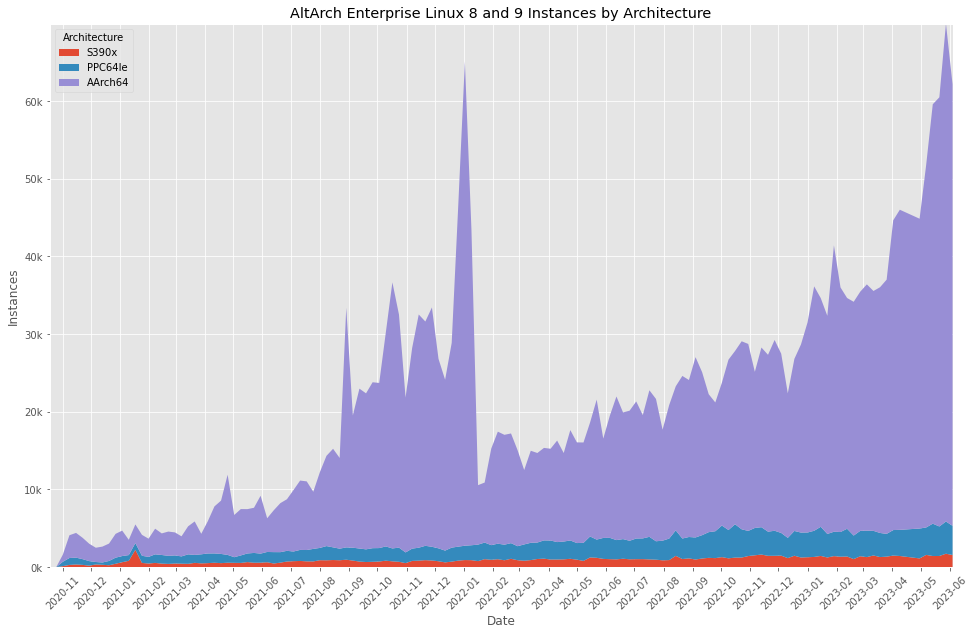 AltArch Enterprise Linux 8 and 9 Instances by Architecture
Architecture
S390x
PPC64le
AArch64
Instances
60k
50k
40k
30k
20k
10k
0k
2020-11
2020-12
2021-01
2021-02
2021-03
2021-04
2021-05
2021-06
2021-07
2021-08
2021-09
2021-10
2021-11
2021-12
2022-01
2022-02
2022-03
2022-04
2022-05
2022-06
2022-07
2022-08
2022-09
2022-10
2022-11
2022-12
2023-01
2023-02
2023-03
2023-04
2023-05
2023-06
Date